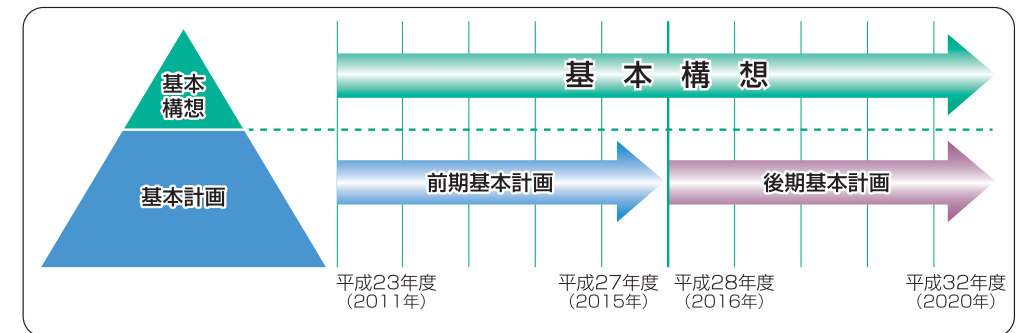 基本
構想
基本計画
基本構想
前期基本計画
後期基本計画
平成23年度
（2011年）
平成27年度
（2015年）
平成28年度
（2016年）
平成32年度
（2020年）